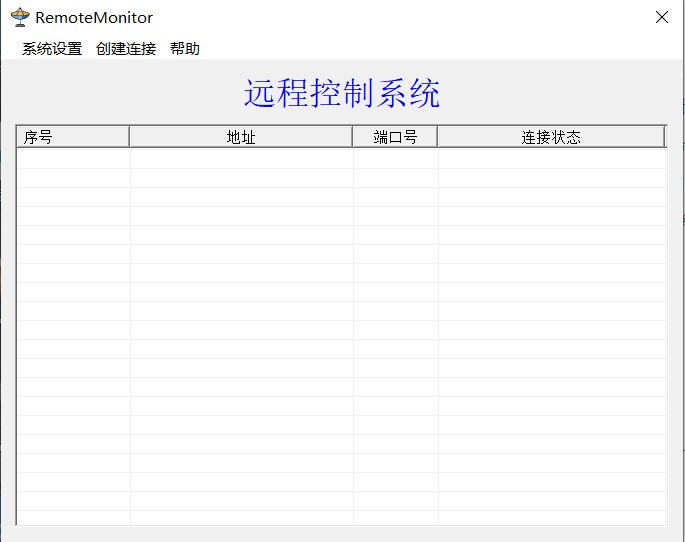 RemoteMonitor
系统设置 创建连接 帮助
远程控制系统
序号 地址 端口号 连接状态